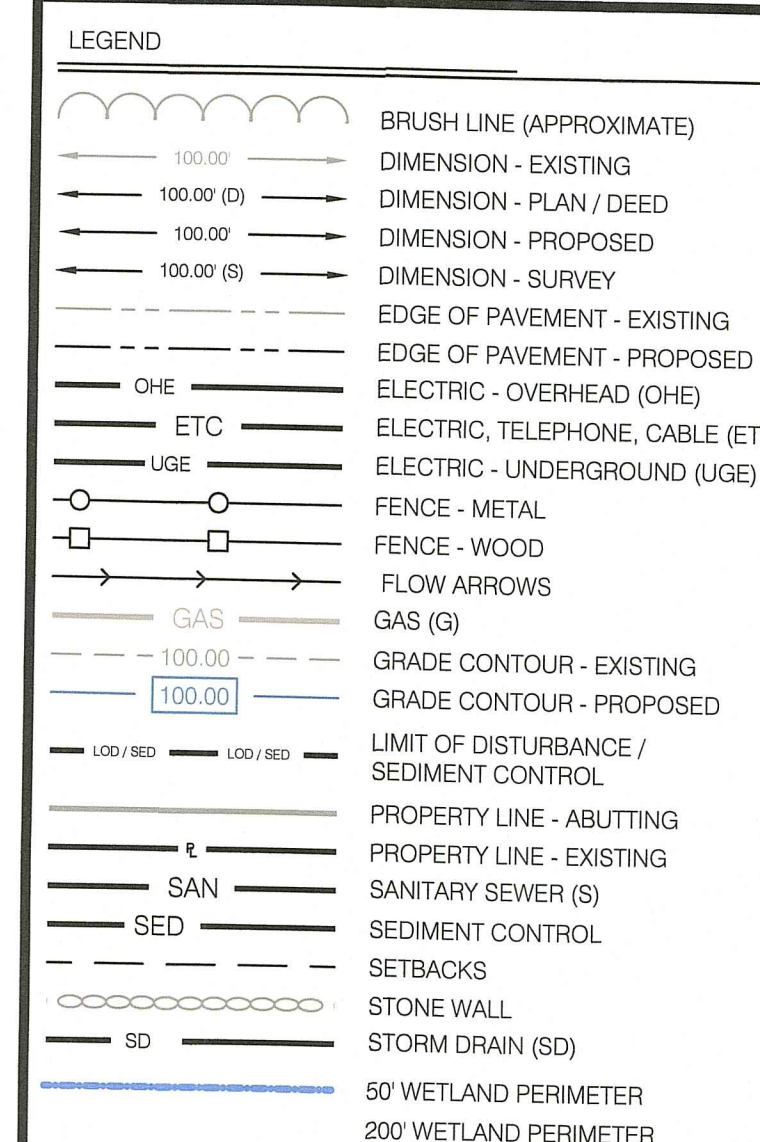 LEGEND
BRUSH LINE (APPROXIMATE)
100.00' DIMENSION - EXISTING
100.00' (D) DIMENSION - PLAN / DEED
100.00' DIMENSION - PROPOSED
100.00' (S) DIMENSION - SURVEY
EDGE OF PAVEMENT - EXISTING
EDGE OF PAVEMENT - PROPOSED
OHE ELECTRIC - OVERHEAD (OHE)
ETC ELECTRIC, TELEPHONE, CABLE (ET
UGE ELECTRIC - UNDERGROUND (UGE)
FENCE - METAL
FENCE - WOOD
FLOW ARROWS
GAS GAS (G)
100.00 GRADE CONTOUR - EXISTING
100.00 GRADE CONTOUR - PROPOSED
LOD / SED LOD / SED LIMIT OF DISTURBANCE /
SEDIMENT CONTROL
PROPERTY LINE - ABUTTING
PL PROPERTY LINE - EXISTING
SAN SANITARY SEWER (S)
SED SEDIMENT CONTROL
SETBACKS
STONE WALL
SD STORM DRAIN (SD)
50' WETLAND PERIMETER
200' WETLAND PERIMETER